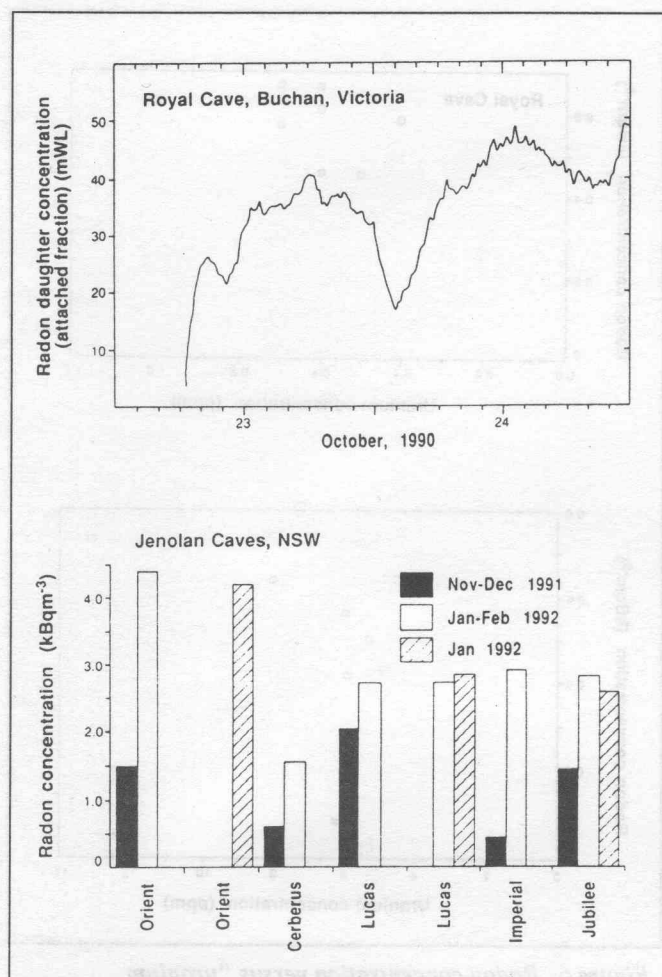 Royal Cave, Buchan, Victoria
Radon daughter concentration
(attached fraction) (mWL)
50
40
30
20
10
23
24
October, 1990
Jenolan Caves, NSW
Nov-Dec 1991
Jan-Feb 1992
Jan 1992
Radon concentration (kBqm-3)
4.0
3.0
2.0
1.0
0
Orient
Orient
Cerberus
Lucas
Lucas
Imperial
Jubilee